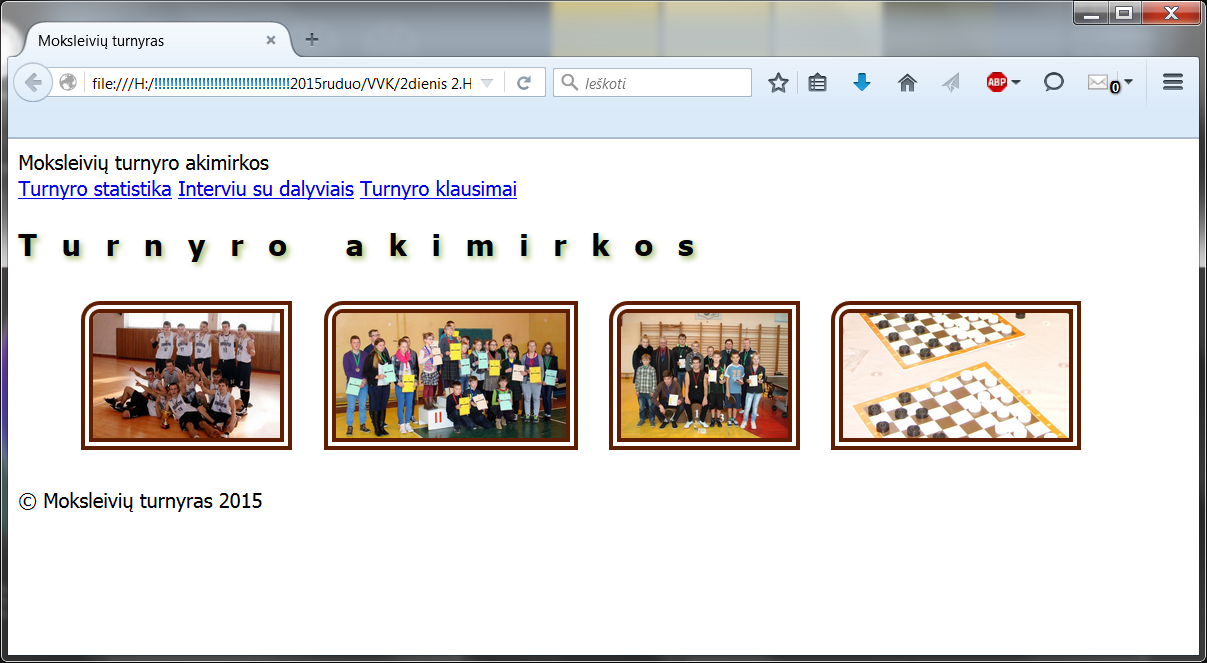 Moksleivių turnyras
file:///H:/!!!!!!!!!!!!!!!!!!!!!!!!!!!!!!!!!!2015ruduo/VVK/2dienis 2.H
Ieškoti
ABP
0
Moksleivių turnyro akimirkos
Turnyro statistika Interviu su dalyviais Turnyro klausimai
Turnyro akimirkos
II
© Moksleivių turnyras 2015